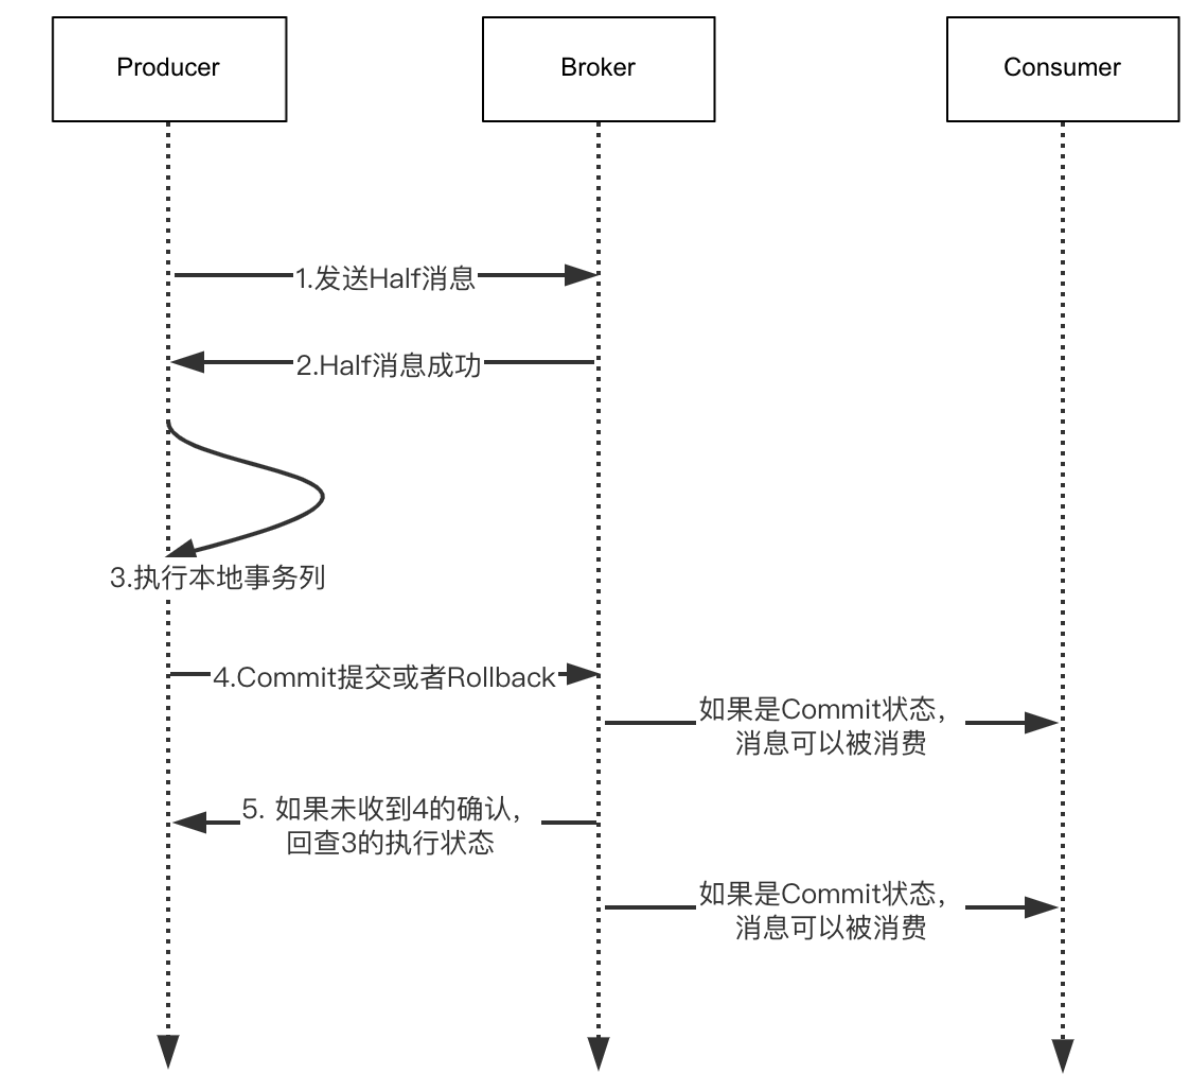 Producer
Broker
Consumer
1.发送Half消息
2.Half消息成功
3.执行本地事务列
4.Commit提交或者Rollback
如果是Commit状态，
消息可以被消费
5. 如果未收到4的确认，
回查3的执行状态
如果是Commit状态，
消息可以被消费